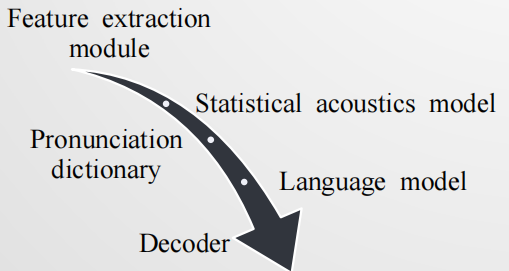 Feature extraction
module
Statistical acoustics model
Pronunciation
dictionary
Language model
Decoder